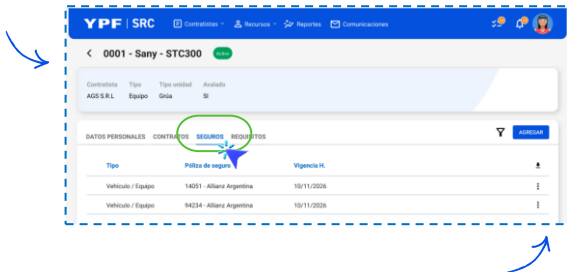 YPF | SRC Contratistas Recursos Reportes Comunicaciones
0001 - Sany - STC300
Contratista Tipo Tipo unidad Avalado
AGS S.R.L Equipo Grúa SI
DATOS PERSONALES CONTRATOS SEGUROS REQUISITOS AGREGAR
Tipo Póliza de seguro Vigencia H.
Vehículo / Equipo 14051 - Allianz Argentina 10/11/2026
Vehículo / Equipo 94234 - Allianz Argentina 10/11/2026